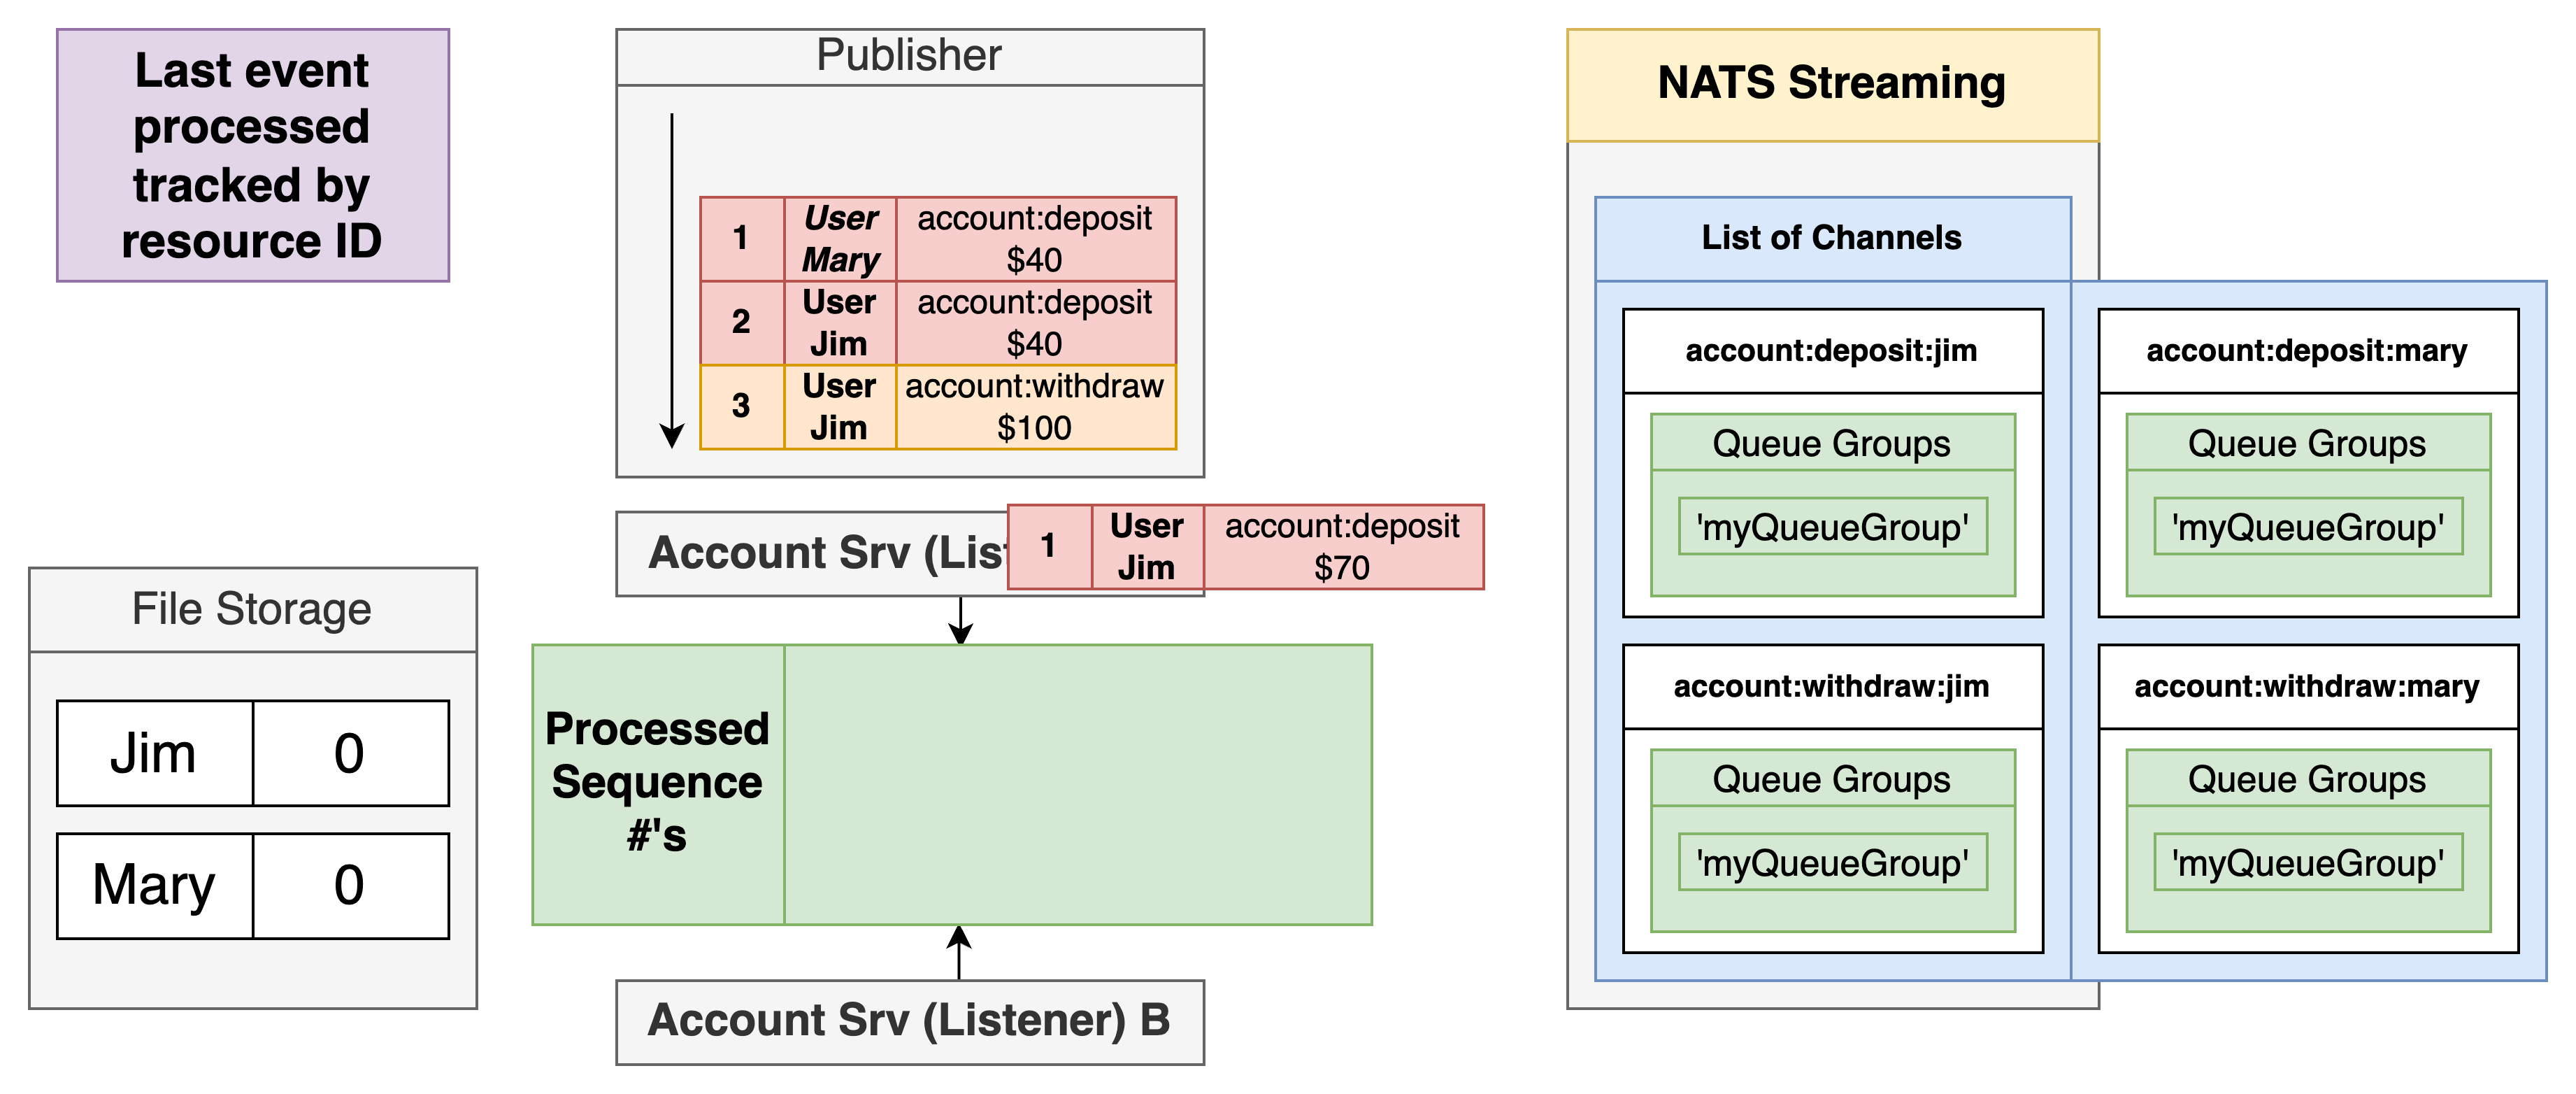 Last event
processed
tracked by
resource ID
Publisher
1
User
Mary
account:deposit
$40
2
User
Jim
account:deposit
$40
3
User
Jim
account:withdraw
$100
Account Srv (Lis
1
User
Jim
account:deposit
$70
File Storage
Jim
0
Mary
0
Processed
Sequence
#'s
Account Srv (Listener) B
NATS Streaming
List of Channels
account:deposit:jim
Queue Groups
'myQueueGroup'
account:deposit:mary
Queue Groups
'myQueueGroup'
account:withdraw:jim
Queue Groups
'myQueueGroup'
account:withdraw:mary
Queue Groups
'myQueueGroup'